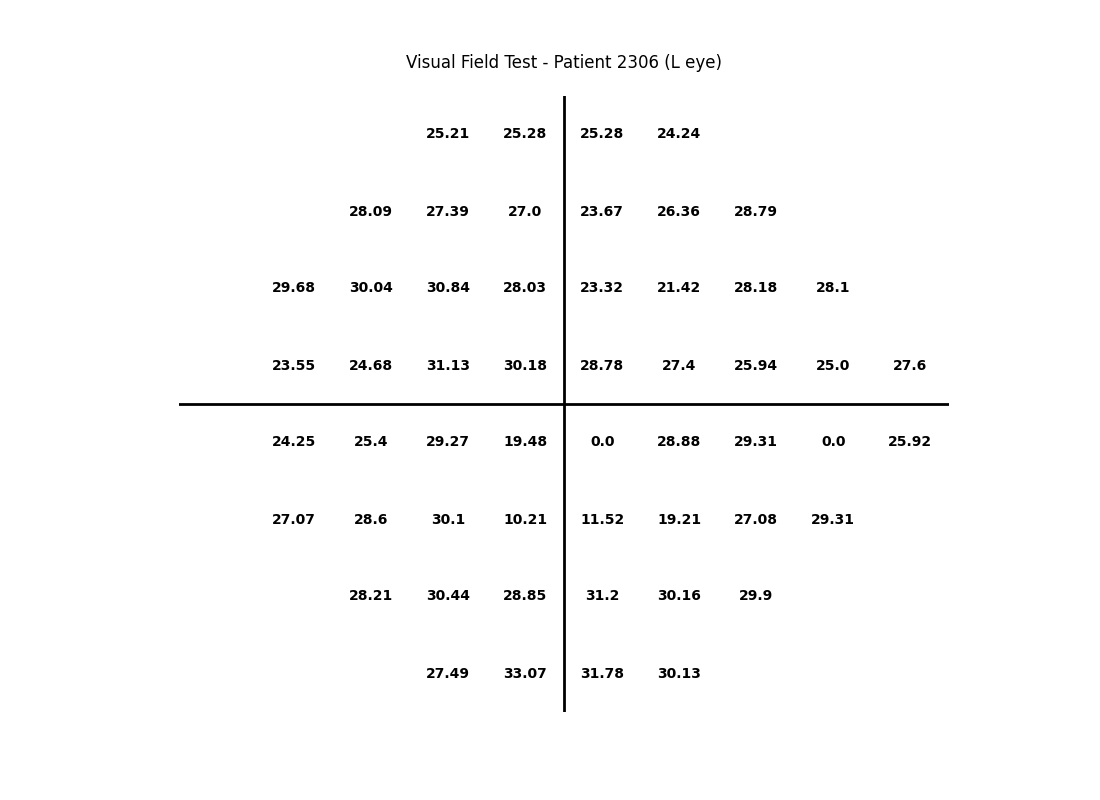 Visual Field Test - Patient 2306 (L eye)
25.21 25.28 25.28 24.24
28.09 27.39 27.0 23.67 26.36 28.79
29.68 30.04 30.84 28.03 23.32 21.42 28.18 28.1
23.55 24.68 31.13 30.18 28.78 27.4 25.94 25.0 27.6
24.25 25.4 29.27 19.48 0.0 28.88 29.31 0.0 25.92
27.07 28.6 30.1 10.21 11.52 19.21 27.08 29.31
28.21 30.44 28.85 31.2 30.16 29.9
27.49 33.07 31.78 30.13